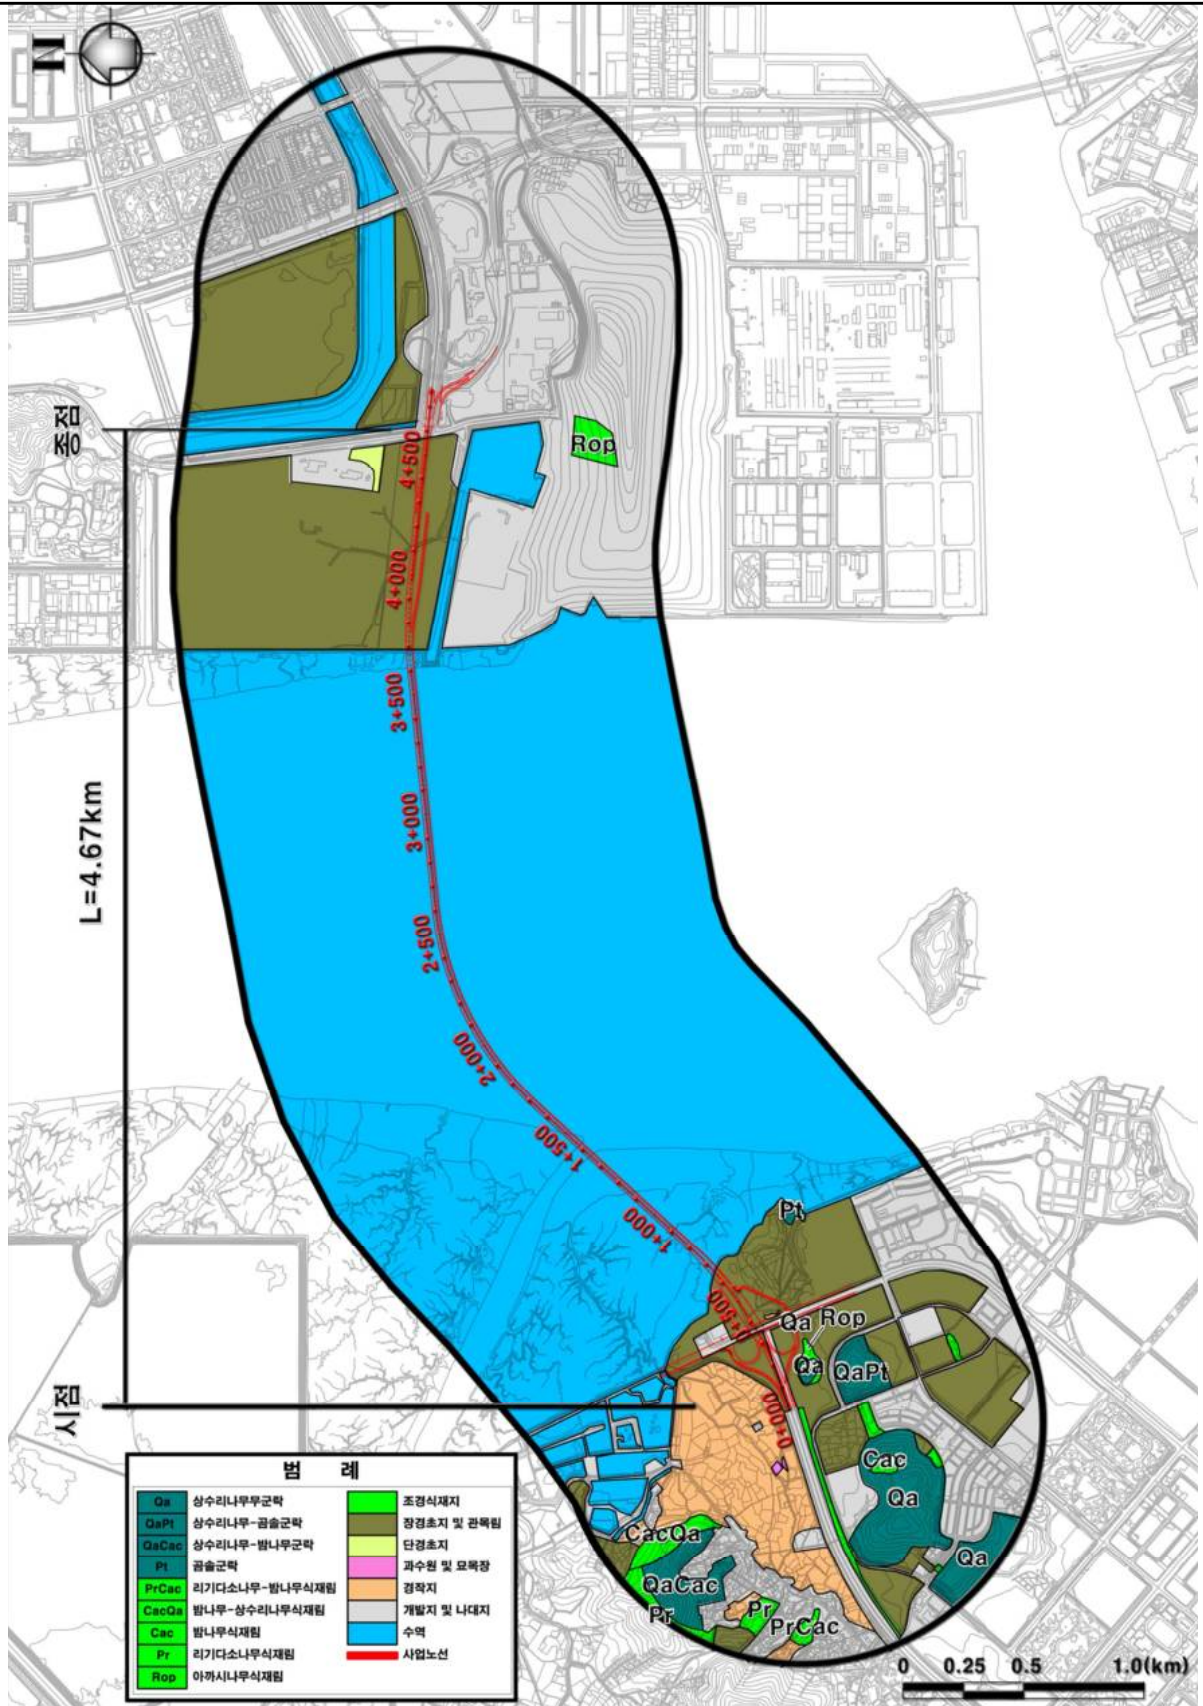 N
종점
Rop
4+500
4+000
3+500
L=4.67km
3+000
2+500
2+000
1+500
1+000
Pt
0+500
Qa
Rop
Qa
QaPt
시점
0+000
Cac
Qa
Qa
CacQa
QaCac
Pr
Pr
PrCac
범 례
Qa 상수리나무무군락
QaPt 상수리나무-곰솔군락
QaCac 상수리나무-밤나무군락
Pt 곰솔군락
PrCac 리기다소나무-밤나무식재림
CacQa 밤나무-상수리나무식재림
Cac 밤나무식재림
Pr 리기다소나무식재림
Rop 아까시나무식재림
조경식재지
장경초지 및 관목림
단경초지
과수원 및 묘목장
경작지
개발지 및 나대지
수역
사업노선
0 0.25 0.5 1.0(km)